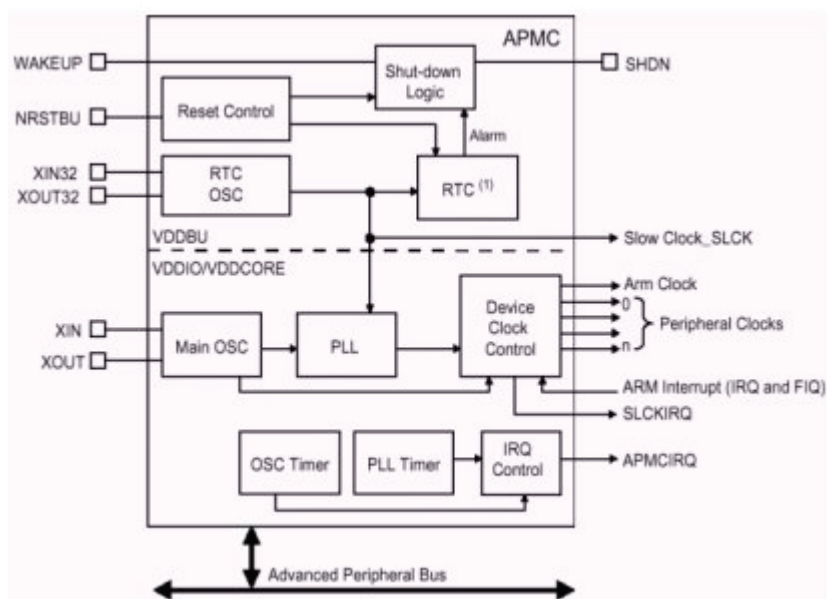 APMC
WAKEUP
Shut-down
Logic
SHDN
NRSTBU
Reset Control
Alarm
XIN32
XOUT32
RTC
OSC
RTC (1)
VDDBU
Slow Clock_SLCK
VDDIO/VDDCORE
Arm Clock
0
Peripheral Clocks
n
XIN
XOUT
Main OSC
PLL
Device
Clock
Control
ARM Interrupt (IRQ and FIQ)
SLCKIRQ
OSC Timer
PLL Timer
IRQ
Control
APMCIRQ
Advanced Peripheral Bus